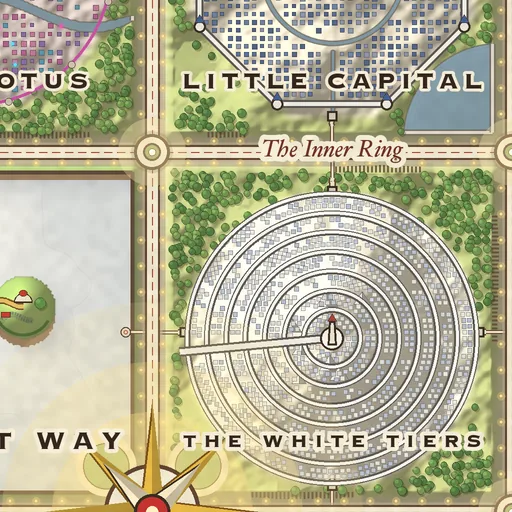 OTUS
LITTLE CAPITAL
The Inner Ring
T WAY
THE WHITE TIERS